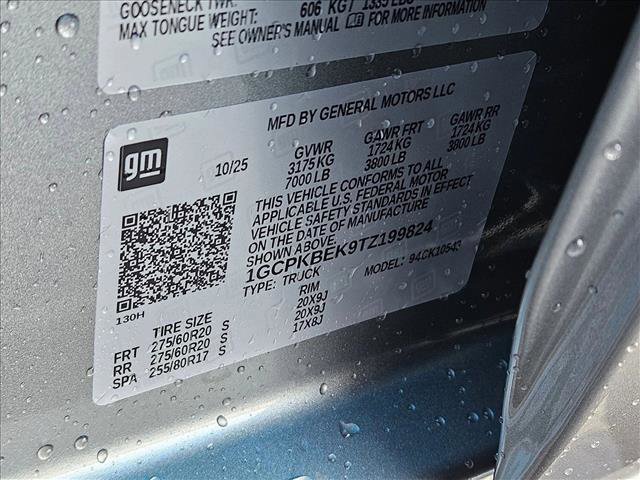 GOOSENECK TWR: 606 KG / 1335 LBS
MAX TONGUE WEIGHT:
SEE OWNER'S MANUAL gm FOR MORE INFORMATION
MFD BY GENERAL MOTORS LLC
gm 10/25
GVWR GAWR FRT GAWR RR
3175 KG 1724 KG 1724 KG
7000 LB 3800 LB 3800 LB
THIS VEHICLE CONFORMS TO ALL
APPLICABLE U.S. FEDERAL MOTOR
VEHICLE SAFETY STANDARDS IN EFFECT
ON THE DATE OF MANUFACTURE
SHOWN ABOVE.
1GCPKBEK9TZ199824
TYPE: TRUCK MODEL: 94CK10543
130H
TIRE SIZE RIM
FRT 275/60R20 S 20X9J
RR 275/60R20 S 20X9J
SPA 255/80R17 S 17X8J